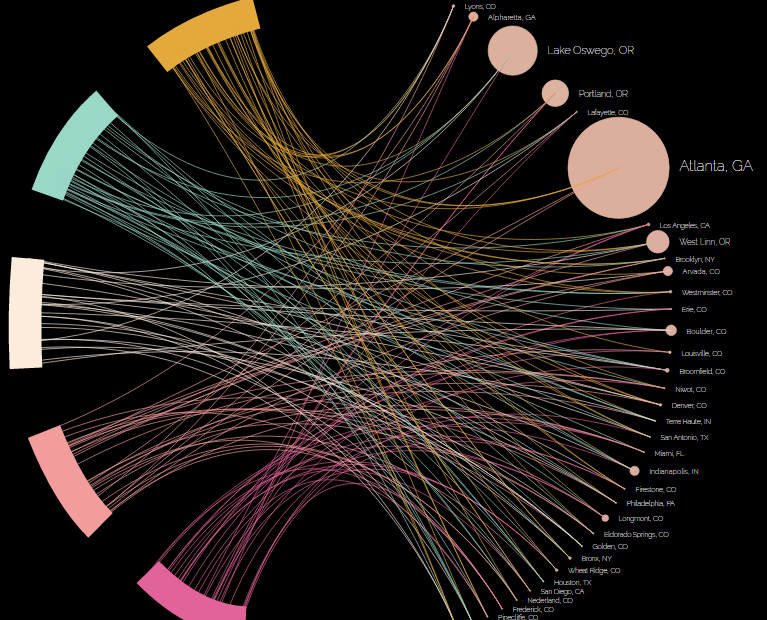 Lyons, CO
Alpharetta, GA
Lake Oswego, OR
Portland, OR
Lafayette, CO
Atlanta, GA
Los Angeles, CA
West Linn, OR
Brooklyn, NY
Arvada, CO
Westminster, CO
Erie, CO
Boulder, CO
Louisville, CO
Broomfield, CO
Niwot, CO
Denver, CO
Terre Haute, IN
San Antonio, TX
Miami, FL
Indianapolis, IN
Firestone, CO
Philadelphia, PA
Longmont, CO
Eldorado Springs, CO
Golden, CO
Bronx, NY
Wheat Ridge, CO
Houston, TX
San Diego, CA
Nederland, CO
Frederick, CO
Pinecliffe, CO